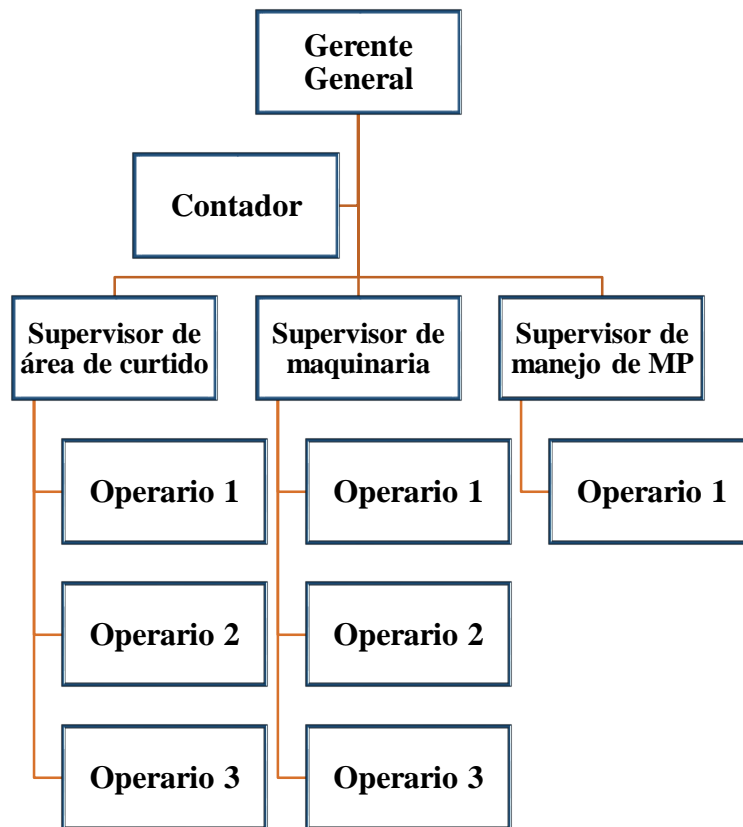 Gerente
General
Contador
Supervisor de
área de curtido
Supervisor de
maquinaria
Supervisor de
manejo de MP
Operario 1
Operario 1
Operario 1
Operario 2
Operario 2
Operario 3
Operario 3